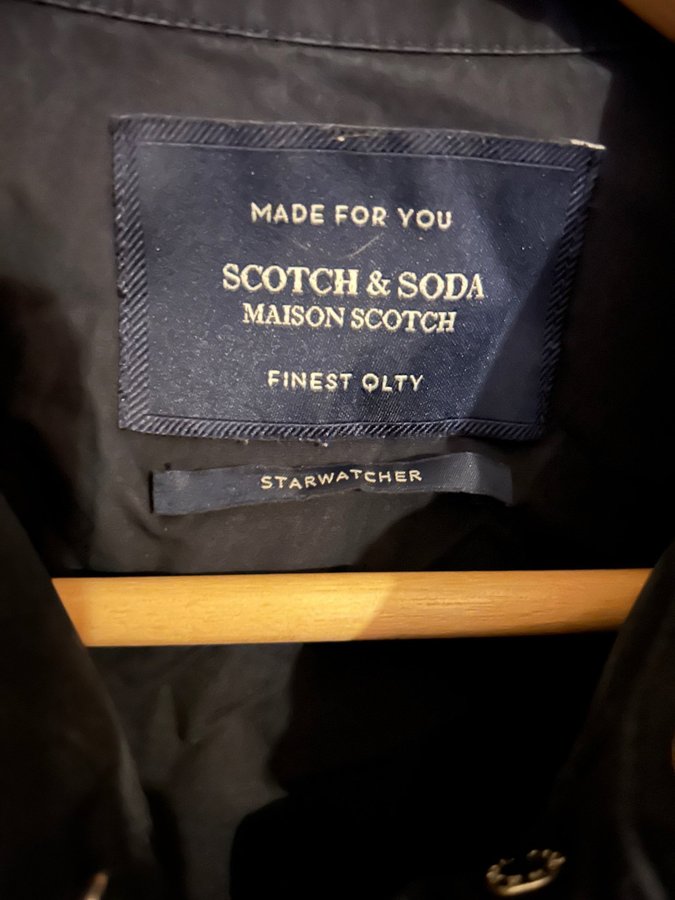 MADE FOR YOU
SCOTCH & SODA
MAISON SCOTCH
FINEST QLTY
STARWATCHER